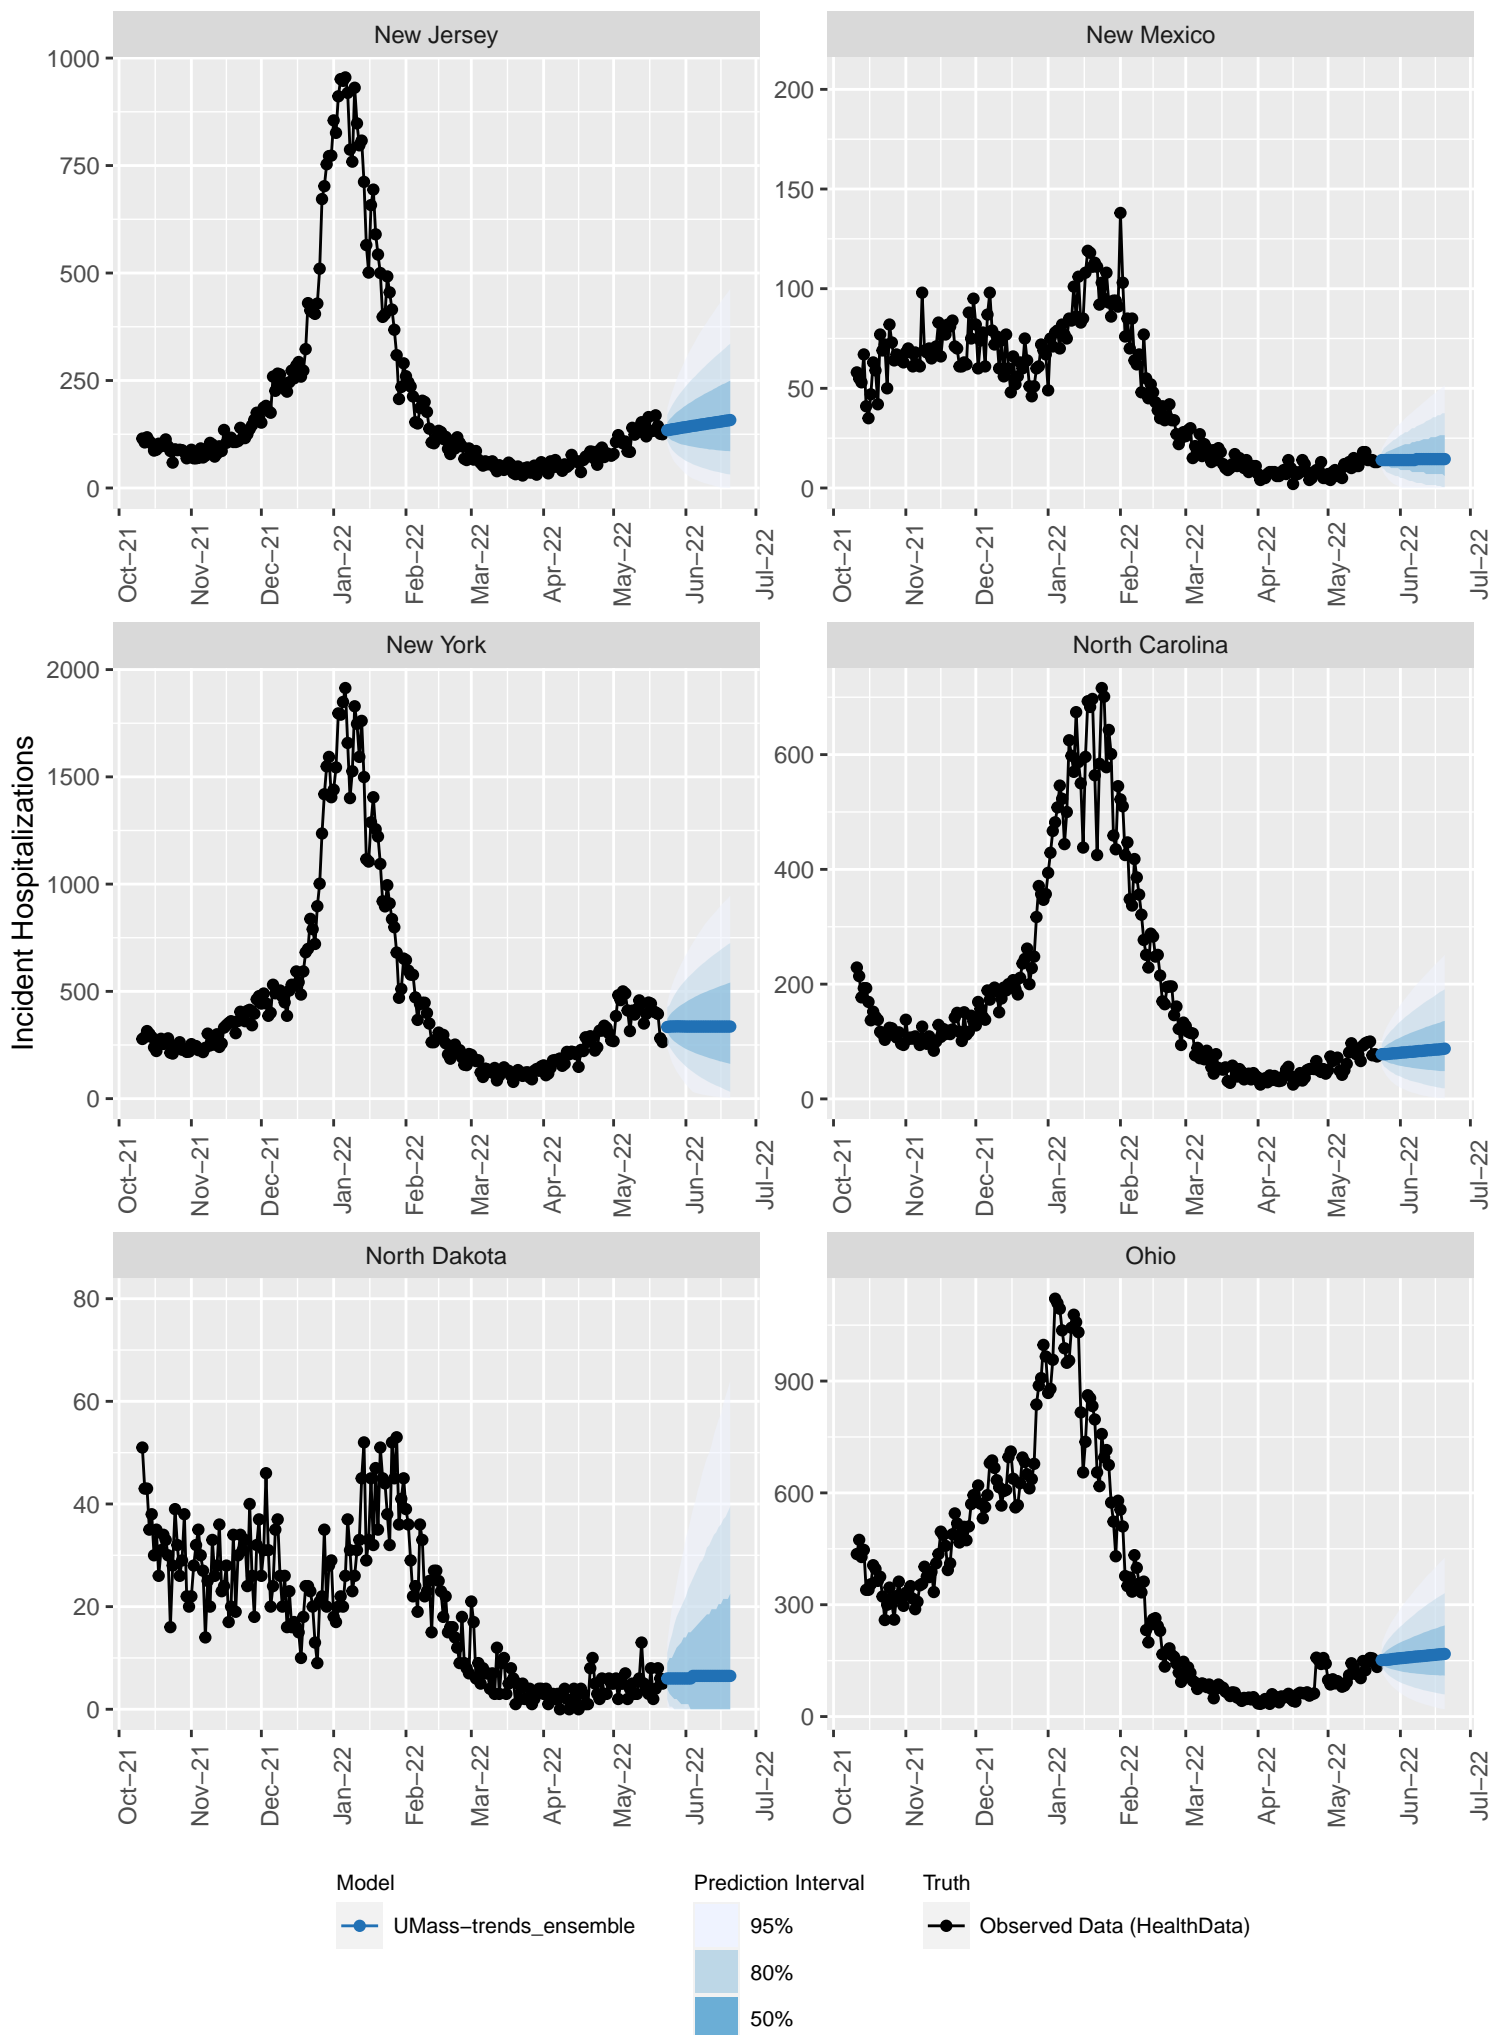 New Jersey
New Mexico
1000
750
500
250
0
200
150
100
50
0
Oct−21
Nov−21
Dec−21
Jan−22
Feb−22
Mar−22
Apr−22
May−22
Jun−22
Jul−22
Oct−21
Nov−21
Dec−21
Jan−22
Feb−22
Mar−22
Apr−22
May−22
Jun−22
Jul−22
New York
North Carolina
Incident Hospitalizations
2000
1500
1000
500
0
600
400
200
0
Oct−21
Nov−21
Dec−21
Jan−22
Feb−22
Mar−22
Apr−22
May−22
Jun−22
Jul−22
Oct−21
Nov−21
Dec−21
Jan−22
Feb−22
Mar−22
Apr−22
May−22
Jun−22
Jul−22
North Dakota
Ohio
80
60
40
20
0
900
600
300
0
Oct−21
Nov−21
Dec−21
Jan−22
Feb−22
Mar−22
Apr−22
May−22
Jun−22
Jul−22
Oct−21
Nov−21
Dec−21
Jan−22
Feb−22
Mar−22
Apr−22
May−22
Jun−22
Jul−22
Model
UMass−trends_ensemble
Prediction Interval
95%
80%
50%
Truth
Observed Data (HealthData)